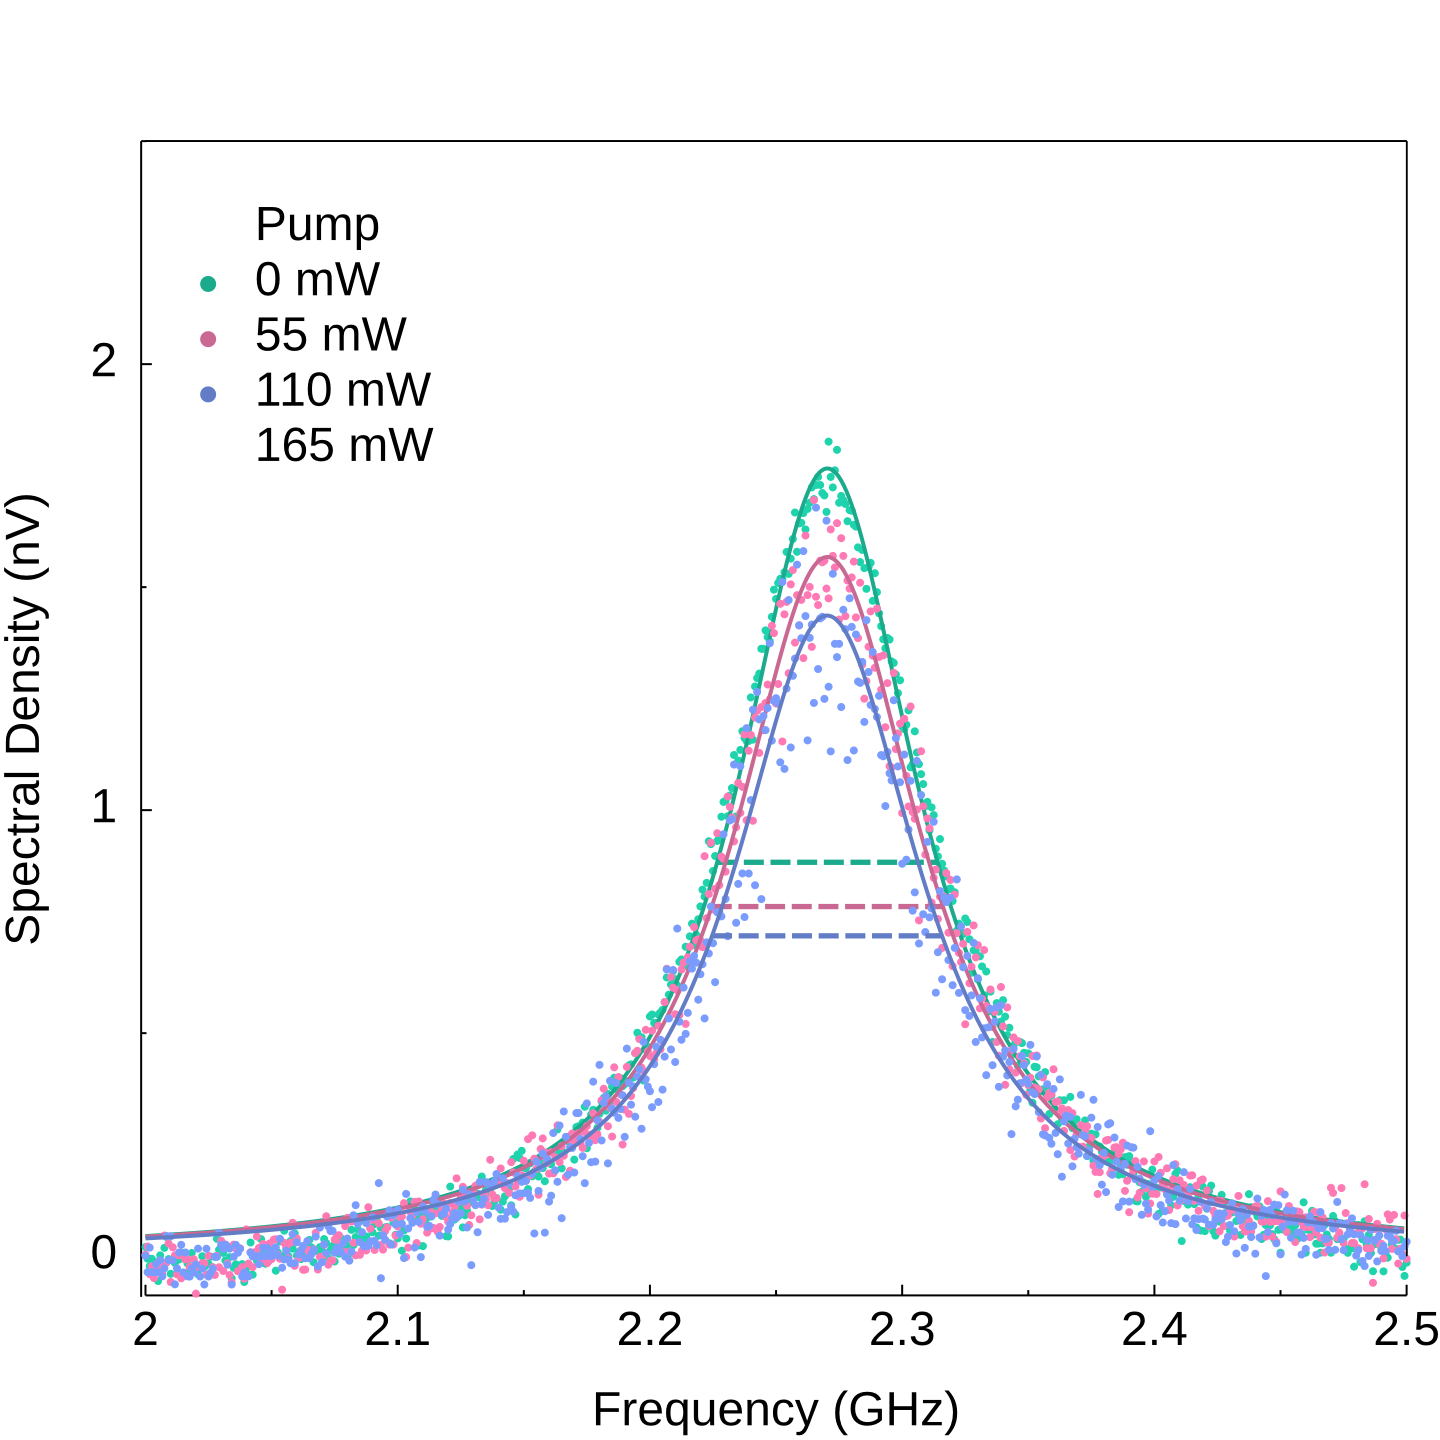 Pump
0 mW
55 mW
110 mW
165 mW
2
1
0
Spectral Density (nV)
2
2.1
2.2
2.3
2.4
2.5
Frequency (GHz)